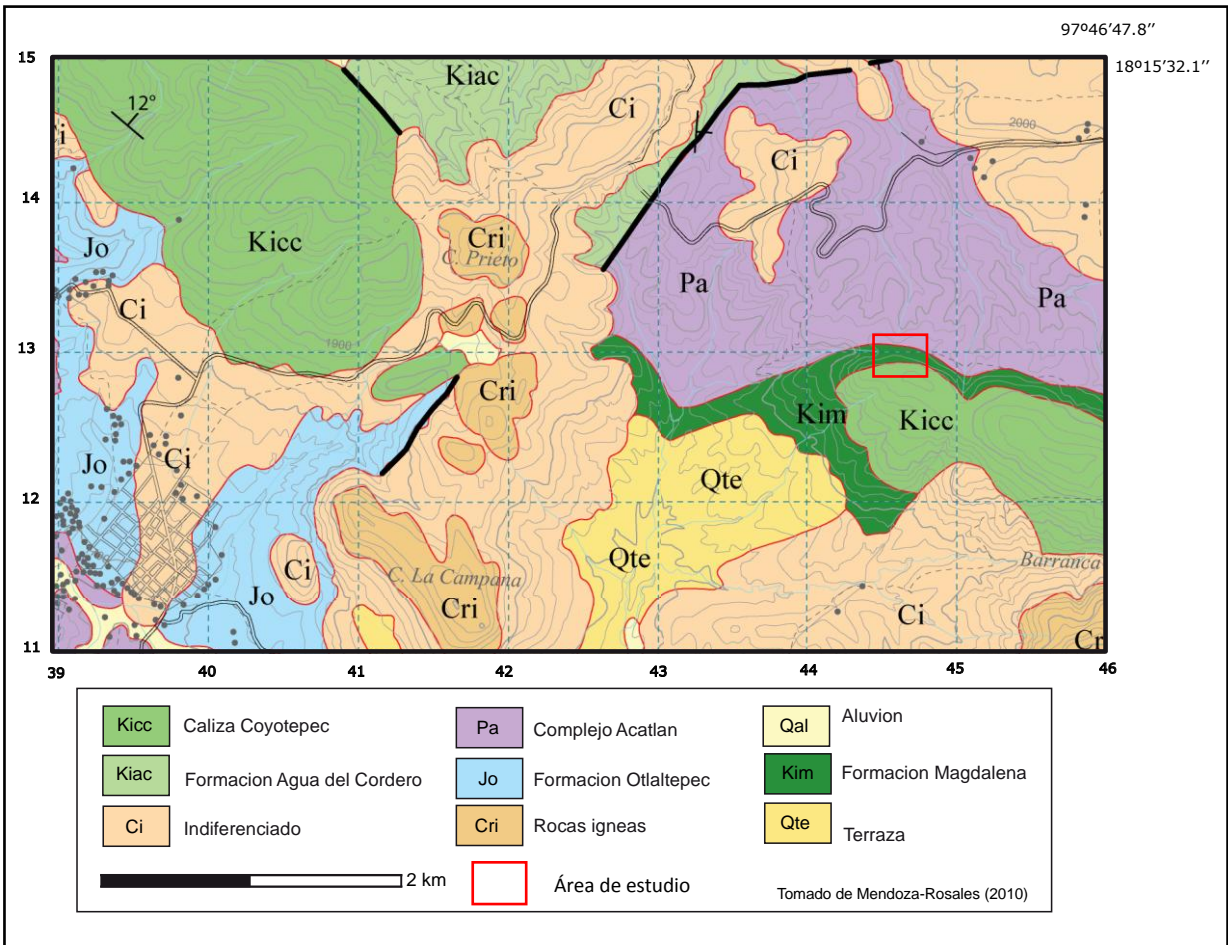 97º46'47.8''
18º15'32.1''
15
14
13
12
11
39
40
41
42
43
44
45
46
12°
Kiac
Ci
2000
Ci
Ci
Jo
Kicc
Cri
C. Prieto
Pa
Pa
Ci
1900
Cri
Kim
Kicc
Jo
Ci
Qte
Qte
Jo
Ci
C. La Campana
Cri
Barranca
Ci
Cr
Kicc Caliza Coyotepec
Pa Complejo Acatlan
Qal Aluvion
Kiac Formacion Agua del Cordero
Jo Formacion Otlaltepec
Kim Formacion Magdalena
Ci Indiferenciado
Cri Rocas igneas
Qte Terraza
2 km
Área de estudio
Tomado de Mendoza-Rosales (2010)